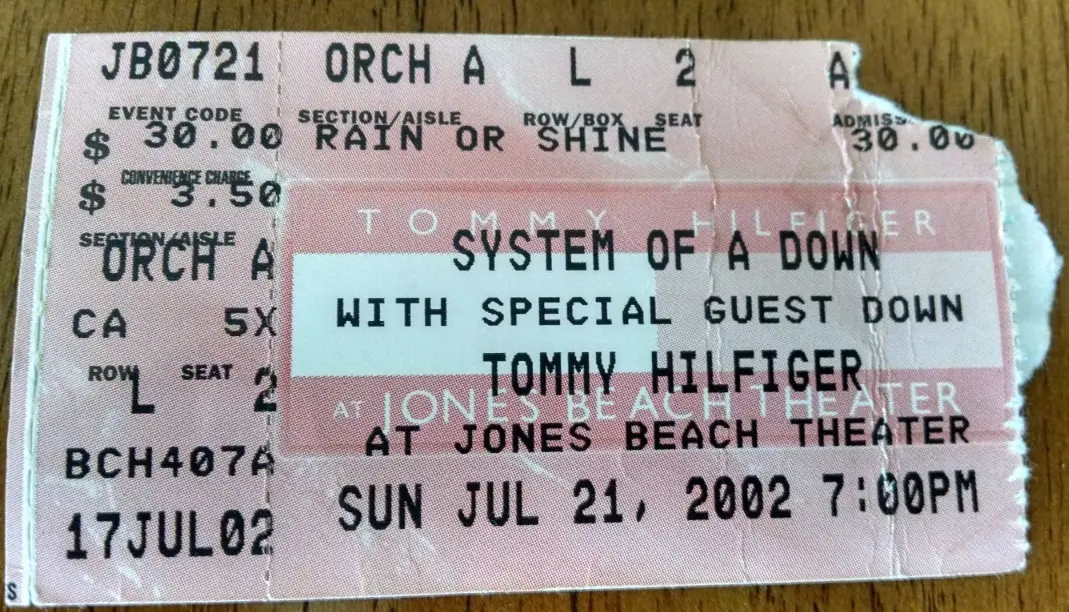 JB0721 ORCH A L 2 A
EVENT CODE SECTION/AISLE ROW/BOX SEAT ADMISS
$ 30.00 RAIN OR SHINE 30.00
CONVENIENCE CHARGE
$ 3.50
TOMMY HILFIGER
SECTION/AISLE
ORCH A SYSTEM OF A DOWN
CA 5X WITH SPECIAL GUEST DOWN
ROW SEAT TOMMY HILFIGER
L 2 AT JONES BEACH THEATER
BCH407A AT JONES BEACH THEATER
17JUL02 SUN JUL 21, 2002 7:00PM
S